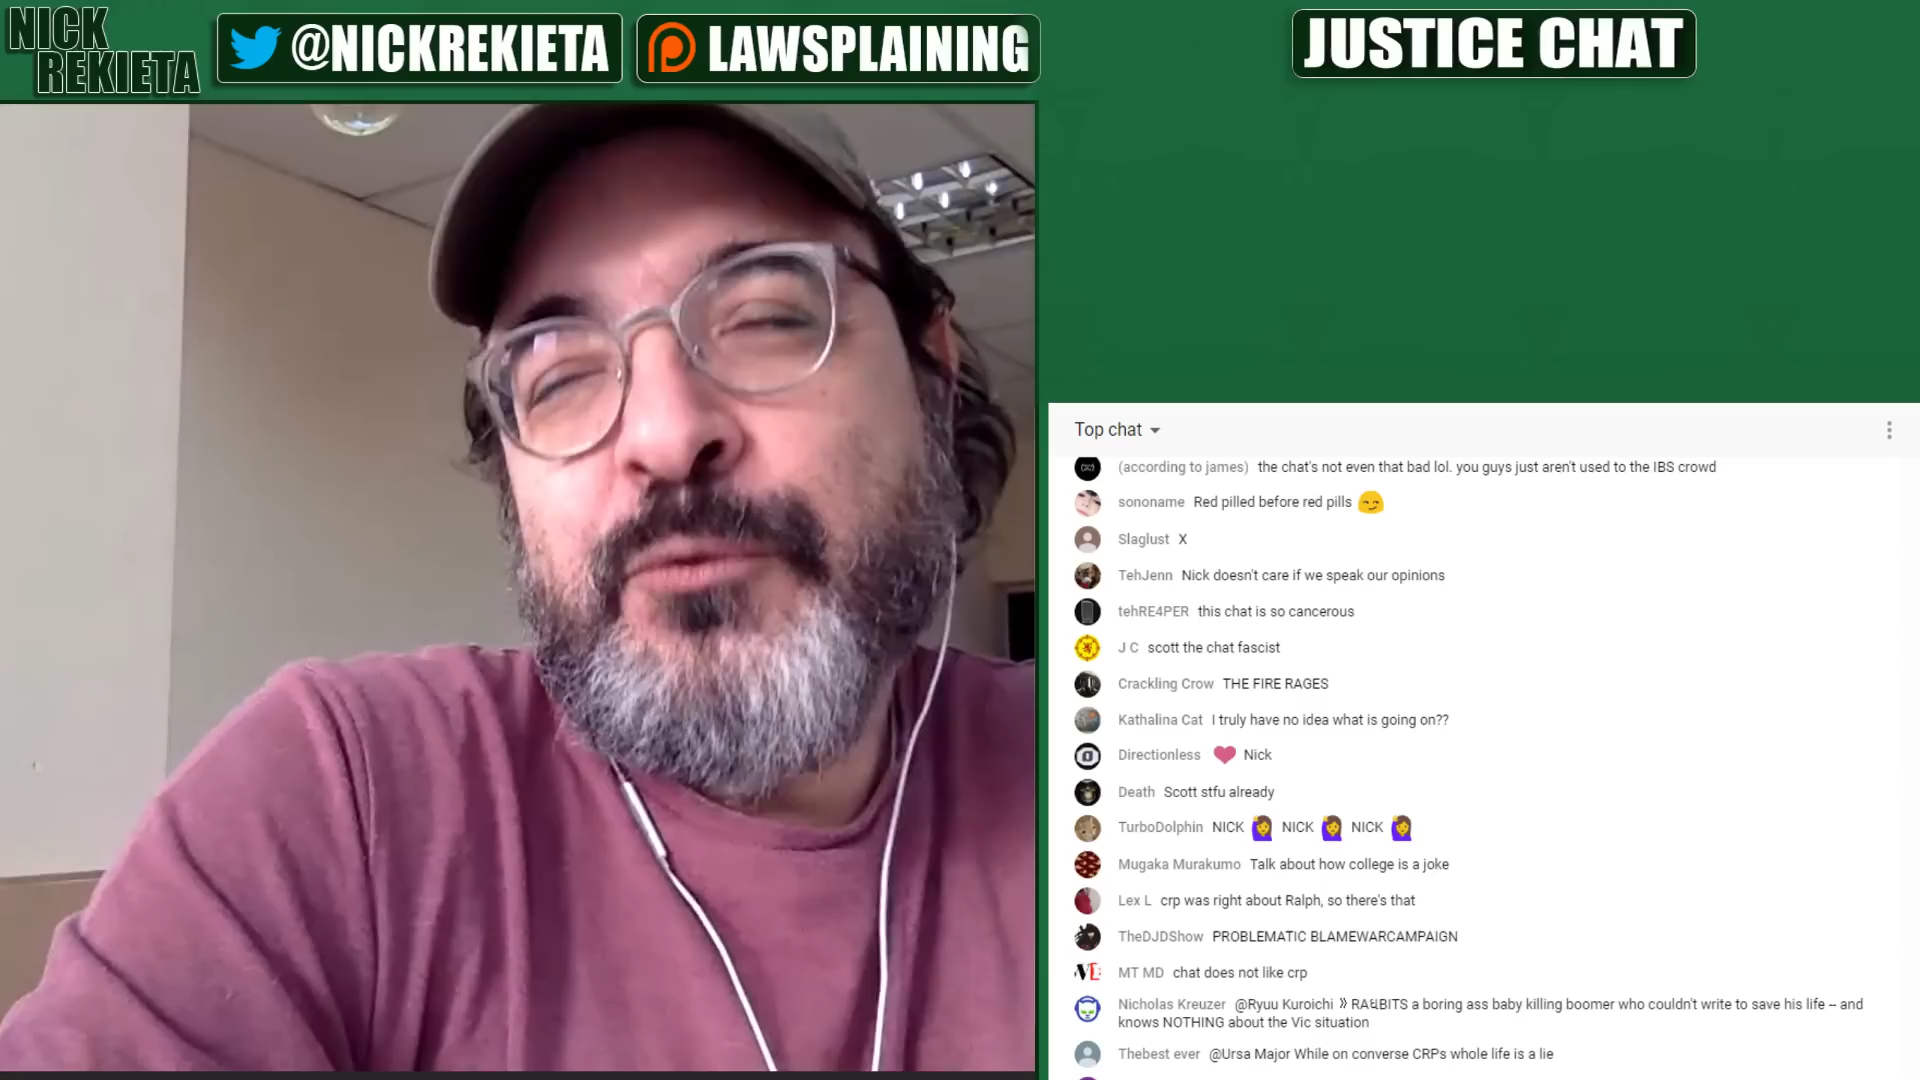 NICK
REKIETA
@NICKREKIETA
LAWSPLAINING
JUSTICE CHAT
Top chat
(according to james) the chat's not even that bad lol. you guys just aren't used to the IBS crowd
sononame Red pilled before red pills
Slaglust X
TehJenn Nick doesn't care if we speak our opinions
tehRE4PER this chat is so cancerous
J C scott the chat fascist
Crackling Crow THE FIRE RAGES
Kathalina Cat I truly have no idea what is going on??
Directionless Nick
Death Scott stfu already
TurboDolphin NICK NICK NICK
Mugaka Murakumo Talk about how college is a joke
Lex L crp was right about Ralph, so there's that
TheDJDShow PROBLEMATIC BLAMEWARCAMPAIGN
MT MD chat does not like crp
Nicholas Kreuzer @Ryuu Kuroichi 》 a boring ass baby killing boomer who couldn't write to save his life -- and
knows NOTHING about the Vic situation
Thebest ever @Ursa Major While on converse CRPs whole life is a lie